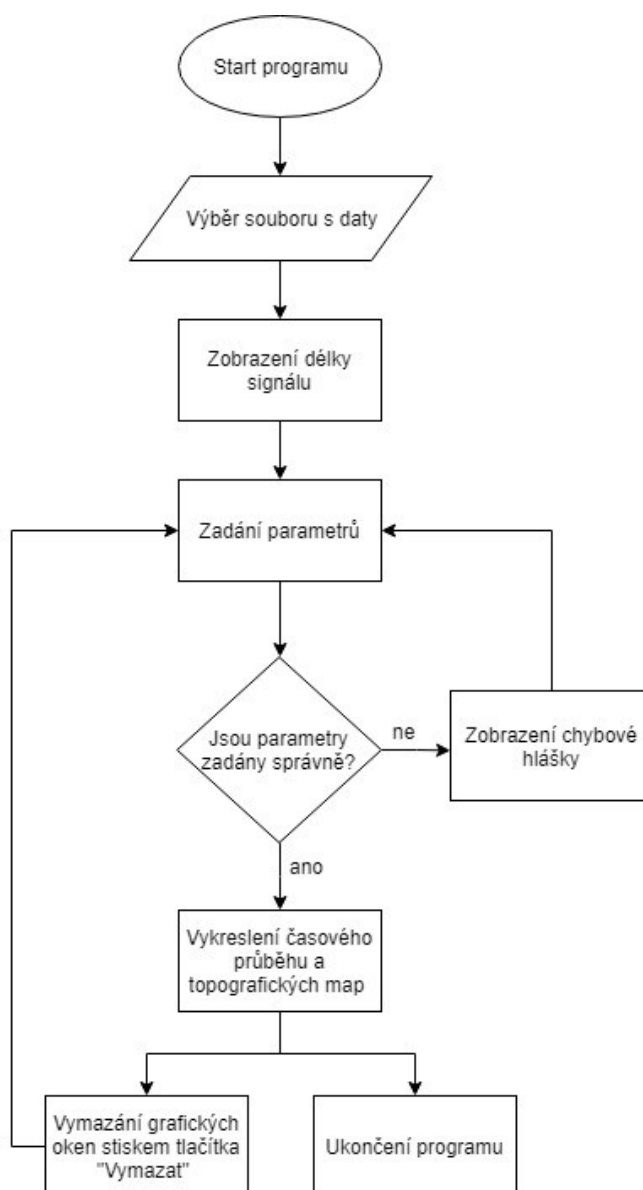 Start programu
Výběr souboru s daty
Zobrazení délky
signálu
Zadání parametrů
Jsou parametry
zadány správně?
ne
Zobrazení chybové
hlášky
ano
Vykreslení časového
průběhu a
topografických map
Vymazání grafických
oken stiskem tlačítka
"Vymazat"
Ukončení programu